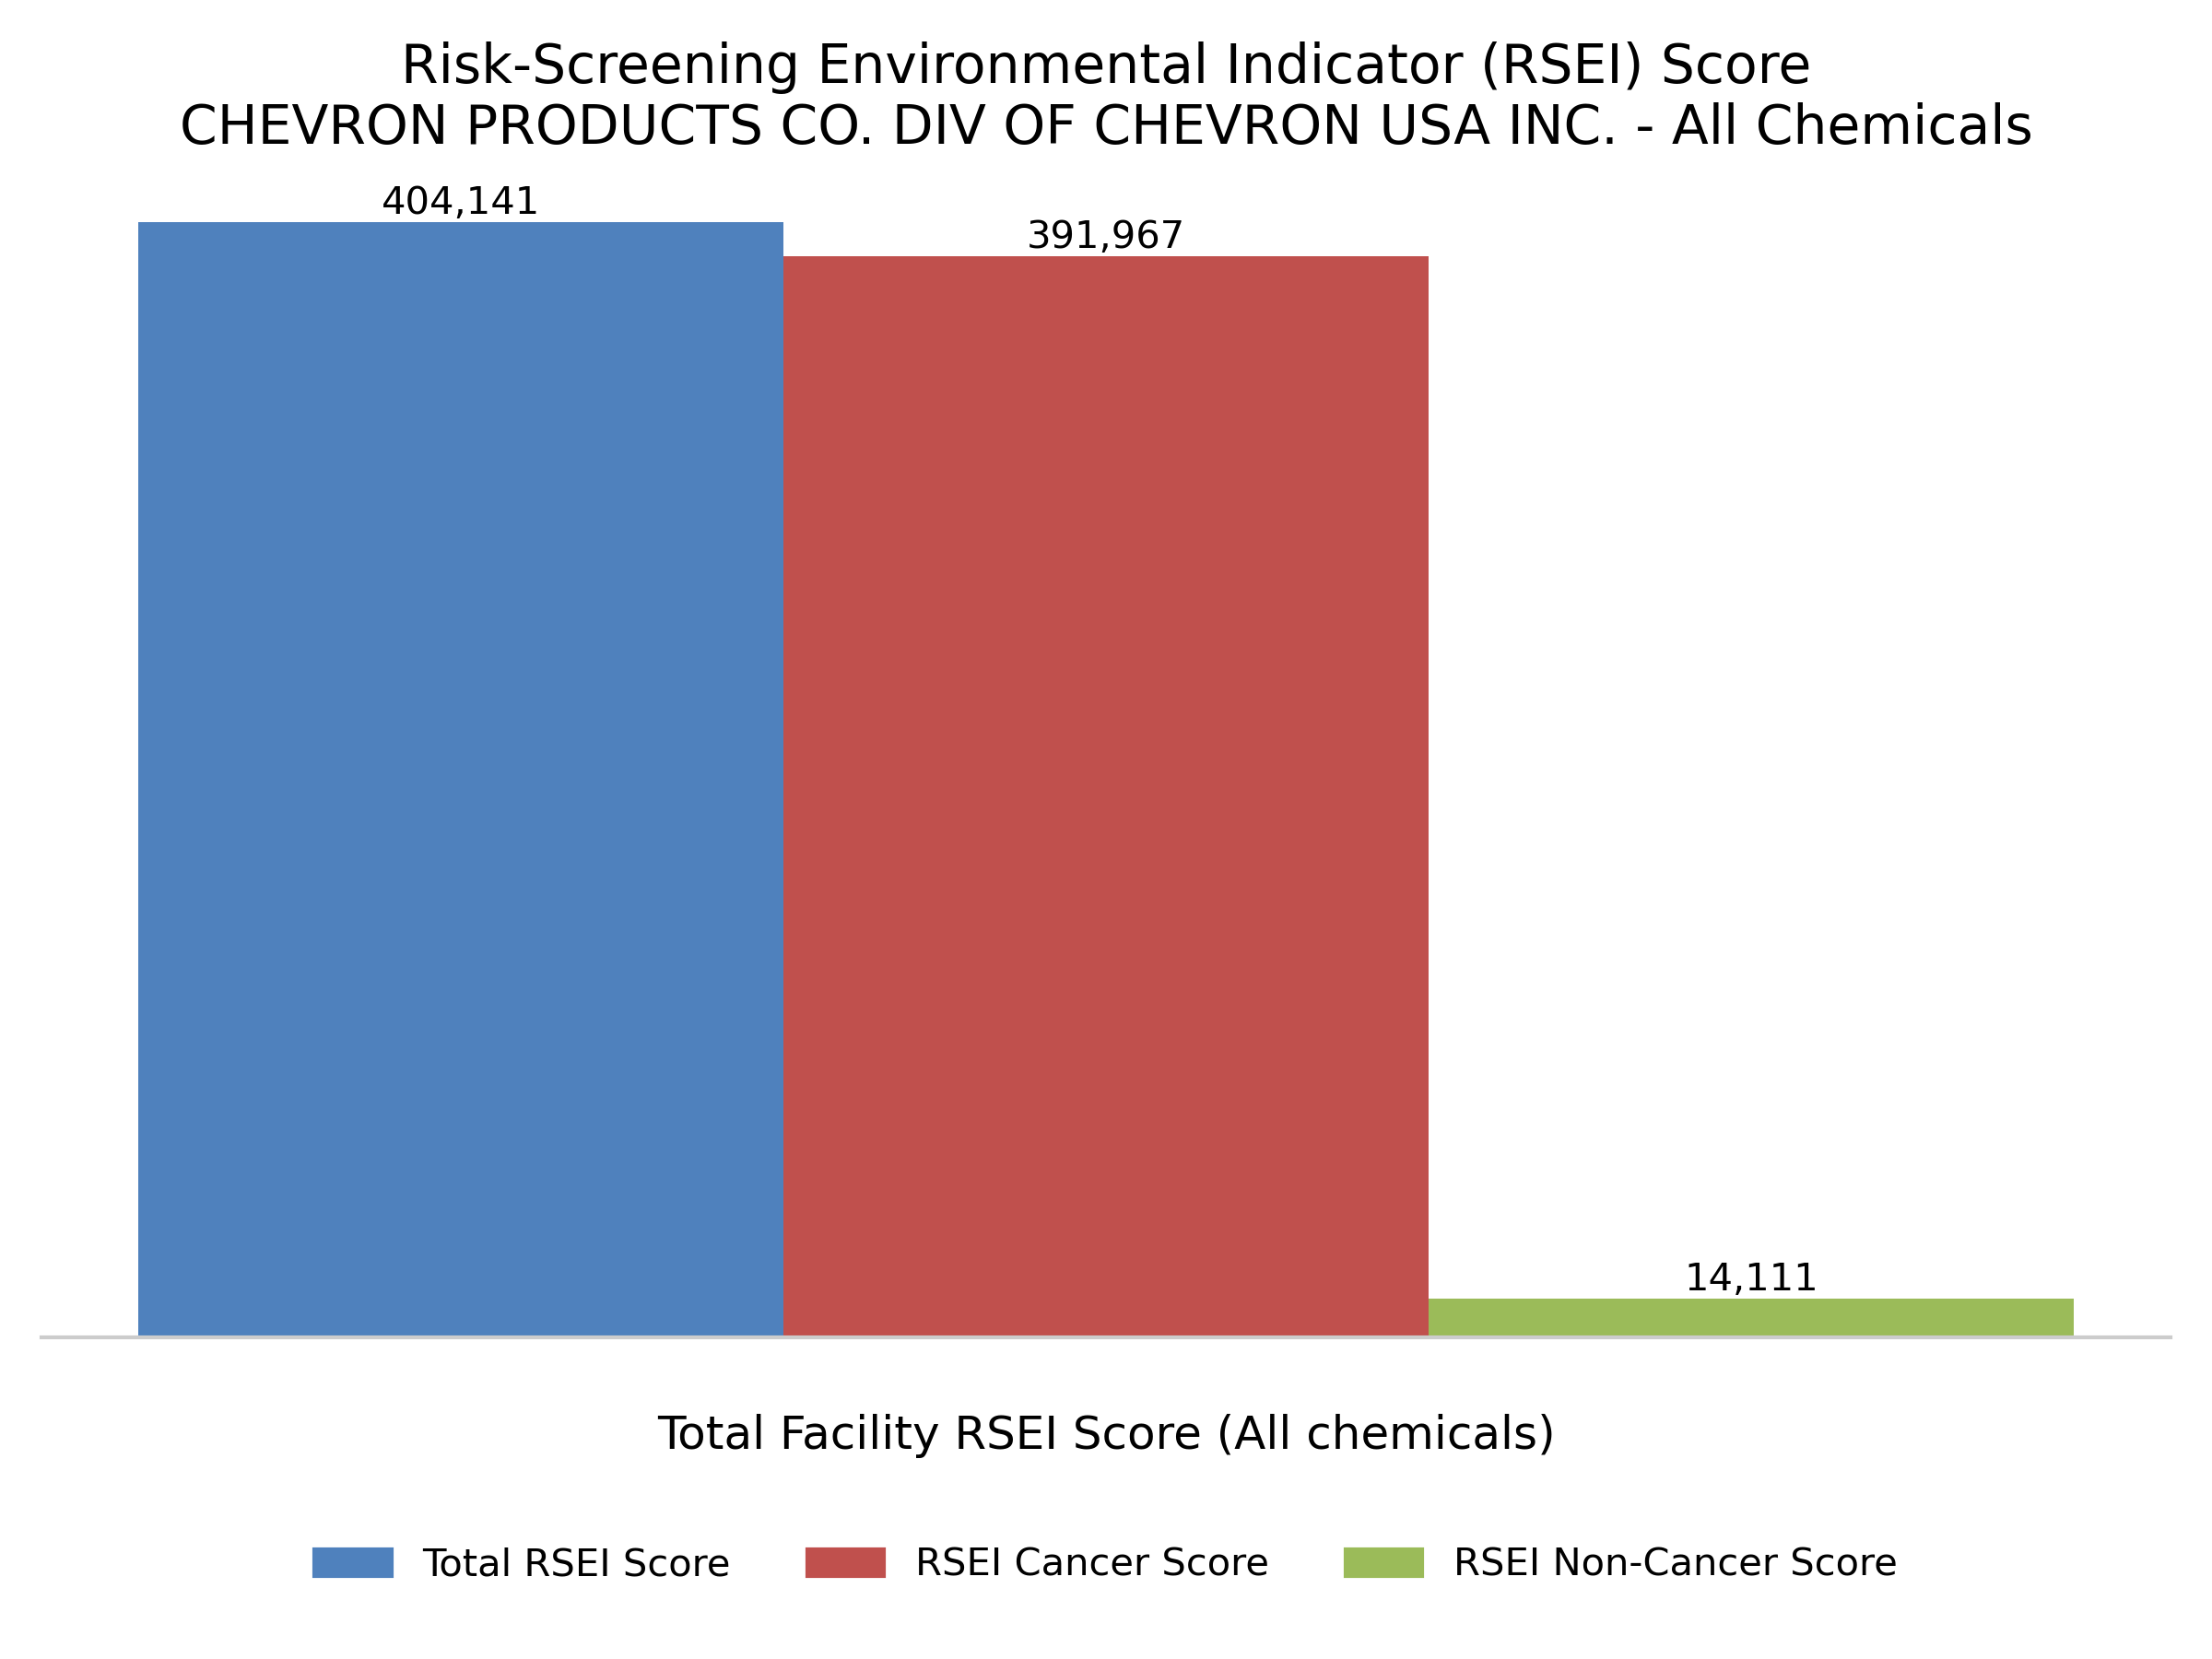 Risk-Screening Environmental Indicator (RSEI) Score
CHEVRON PRODUCTS CO. DIV OF CHEVRON USA INC. - All Chemicals
404,141
391,967
14,111
Total Facility RSEI Score (All chemicals)
Total RSEI Score
RSEI Cancer Score
RSEI Non-Cancer Score